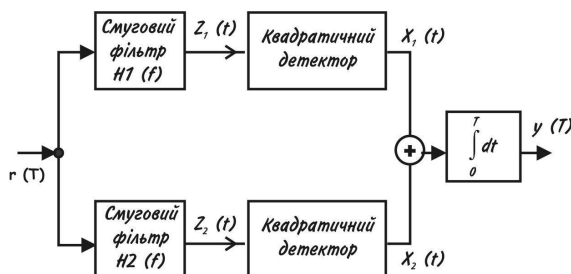 Смуговий
фільтр
H1 (f)
Z₁ (t)
Квадратичний
детектор
X₁ (t)
r (T)
+
T
∫ dt
0
y (T)
Смуговий
фільтр
H2 (f)
Z₂ (t)
Квадратичний
детектор
X₂ (t)